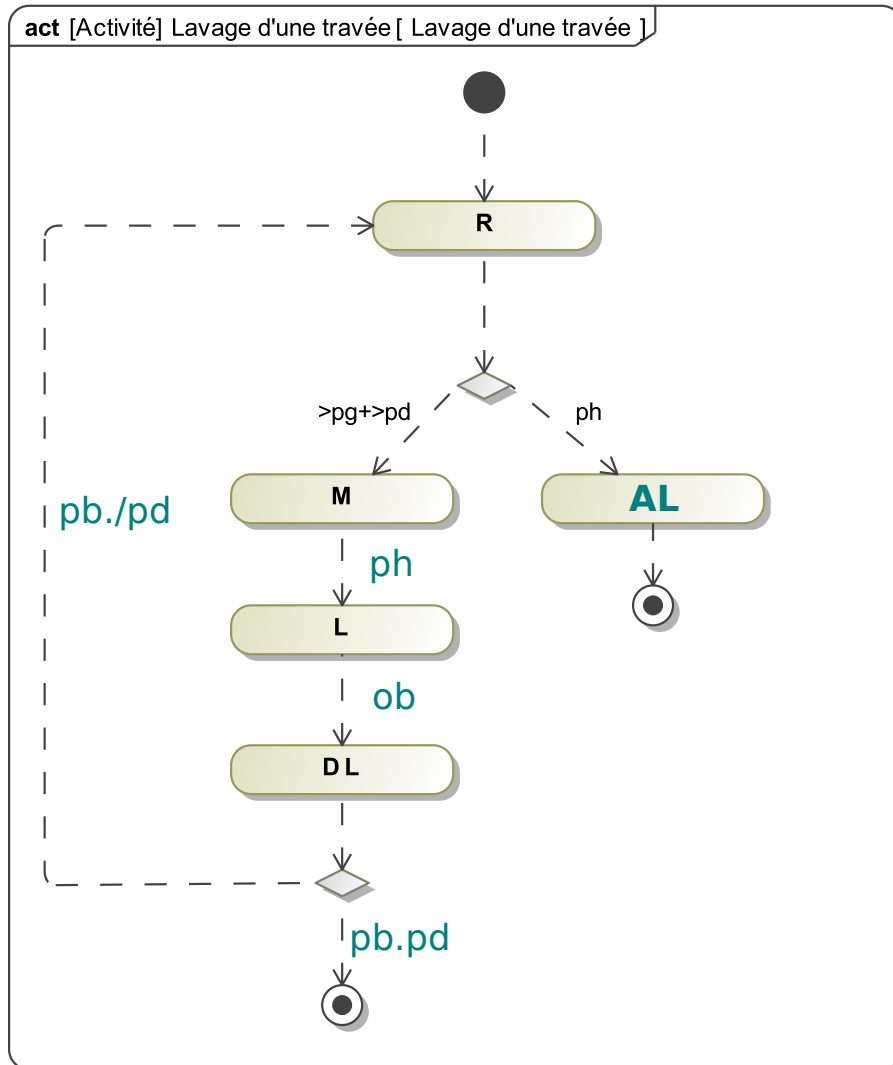 act [Activité] Lavage d'une travée [ Lavage d'une travée ]
R
>pg+>pd
ph
M
AL
pb./pd
ph
L
ob
D L
pb.pd